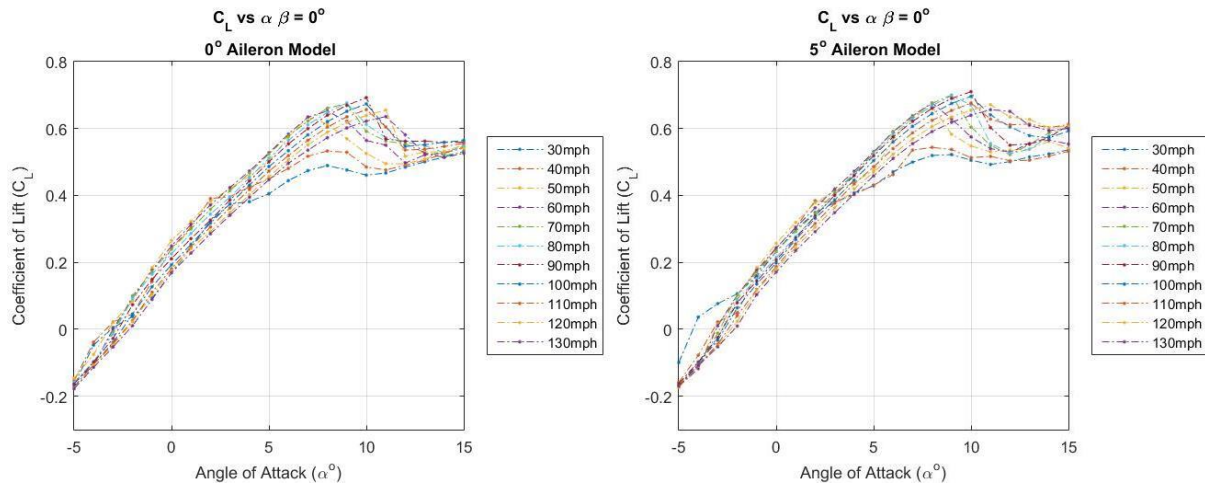 C_L vs α β = 0°
0° Aileron Model
0.8
0.6
0.4
0.2
0
-0.2
-5
0
5
10
15
Coefficient of Lift (C_L)
Angle of Attack (α°)
30mph
40mph
50mph
60mph
70mph
80mph
90mph
100mph
110mph
120mph
130mph
C_L vs α β = 0°
5° Aileron Model
0.8
0.6
0.4
0.2
0
-0.2
-5
0
5
10
15
Coefficient of Lift (C_L)
Angle of Attack (α°)
30mph
40mph
50mph
60mph
70mph
80mph
90mph
100mph
110mph
120mph
130mph